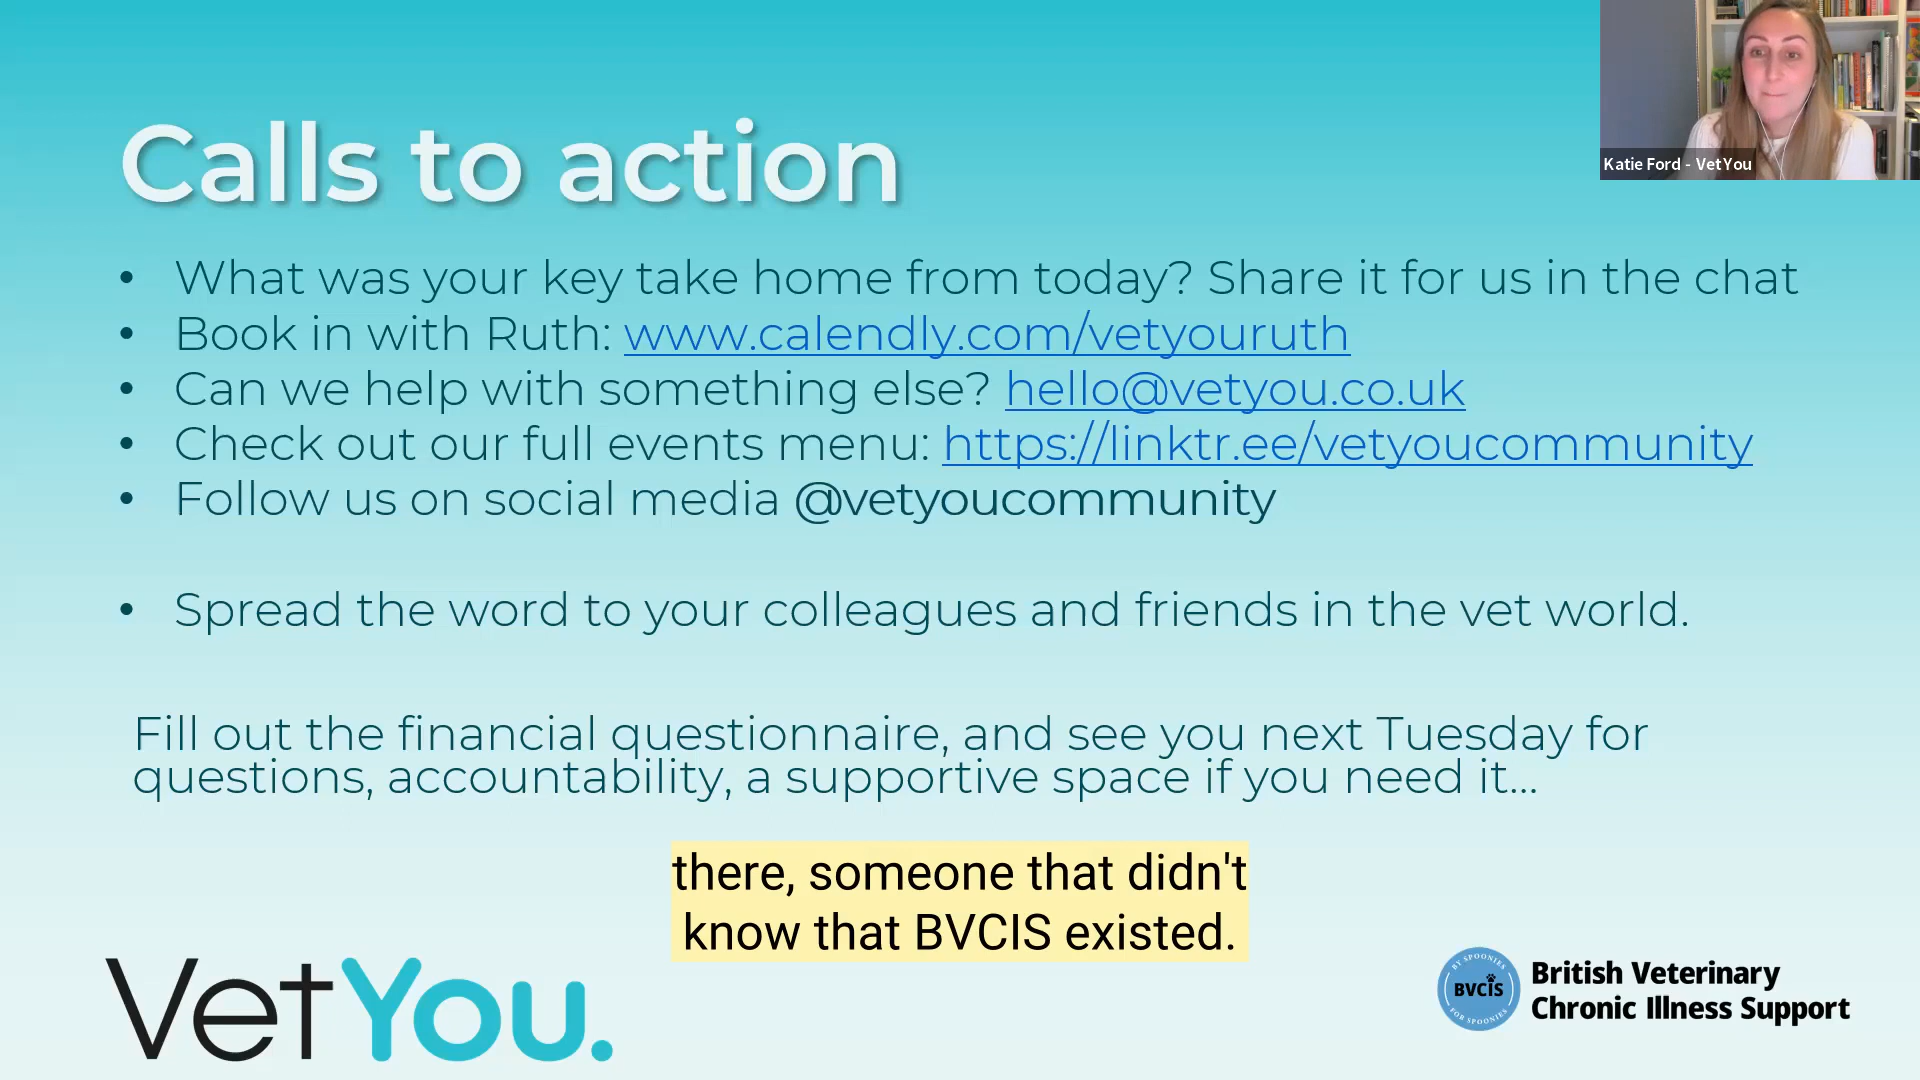 Calls to action
Katie Ford - VetYou
• What was your key take home from today? Share it for us in the chat
• Book in with Ruth: www.calendly.com/vetyouruth
• Can we help with something else? hello@vetyou.co.uk
• Check out our full events menu: https://linktr.ee/vetyoucommunity
• Follow us on social media @vetyoucommunity
• Spread the word to your colleagues and friends in the vet world.
Fill out the financial questionnaire, and see you next Tuesday for
questions, accountability, a supportive space if you need it...
there, someone that didn't
know that BVCIS existed.
VetYou.
BY SPOONIES
BVCIS
FOR SPOONIES
British Veterinary
Chronic Illness Support